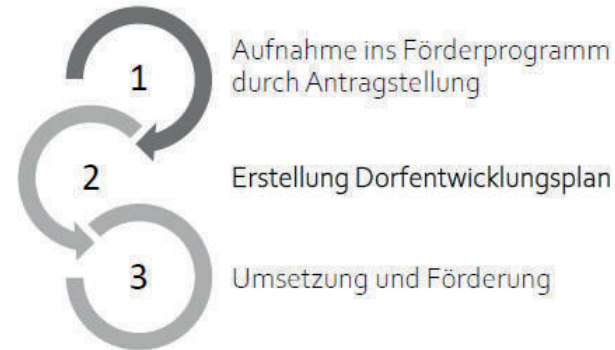 1
Aufnahme ins Förderprogramm
durch Antragstellung
2
Erstellung Dorfentwicklungsplan
3
Umsetzung und Förderung